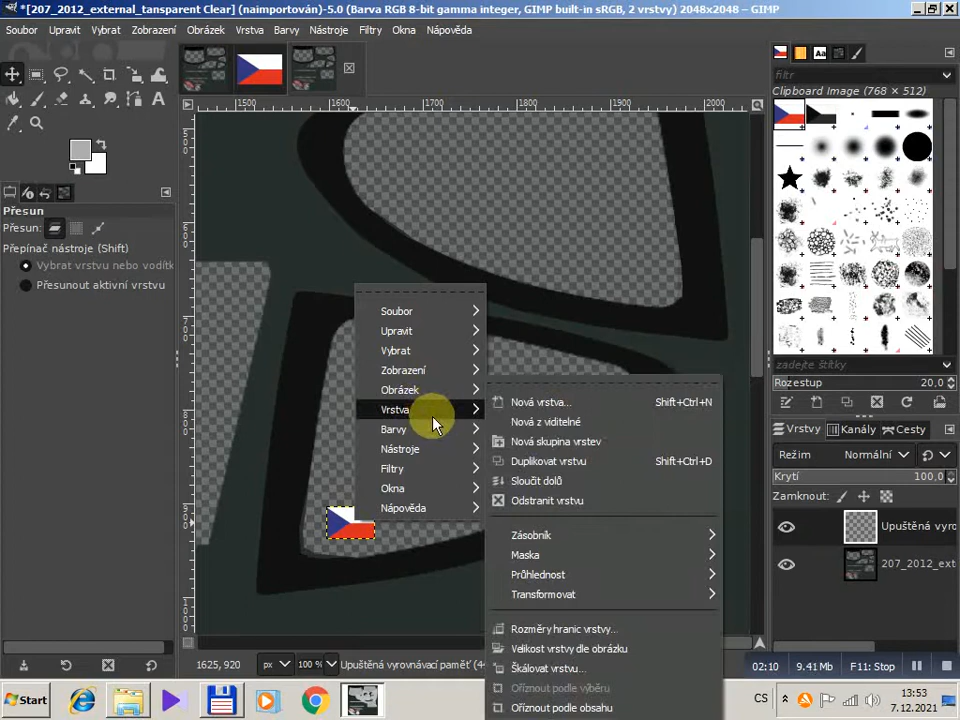 *[207_2012_external_tansparent Clear] (naimportován)-5.0 (Barva RGB 8-bit gamma integer, GIMP built-in sRGB, 2 vrstvy) 2048x2048 – GIMP
Soubor Upravit Vybrat Zobrazení Obrázek Vrstva Barvy Nástroje Filtry Okna Nápověda
1500 1600 1700 1800 1900 2000
Přesun
Přesun:
Přepínač nástroje (Shift)
Vybrat vrstvu nebo vodítk
Přesunout aktivní vrstvu
Soubor
Upravit
Vybrat
Zobrazení
Obrázek
Vrstva
Barvy
Nástroje
Filtry
Okna
Nápověda
Nová vrstva... Shift+Ctrl+N
Nová z viditelné
Nová skupina vrstev
Duplikovat vrstvu Shift+Ctrl+D
Sloučit dolů
Odstranit vrstvu
Zásobník
Maska
Průhlednost
Transformovat
Rozměry hranic vrstvy...
Velikost vrstvy dle obrázku
Škálovat vrstvu...
Oříznout podle výběru
Oříznout podle obsahu
Aa
filtr
Clipboard Image (768 × 512)
zadejte štítky
Rozestup 20,0
Vrstvy Kanály Cesty
Režim Normální
Krytí 100,0
Zamknout:
Upuštěná vyro
207_2012_ext
1625, 920 px 100 % Upuštěná vyrovnávací paměť (4
02:10 9.41 Mb F11: Stop
Start
CS
13:53
7.12.2021